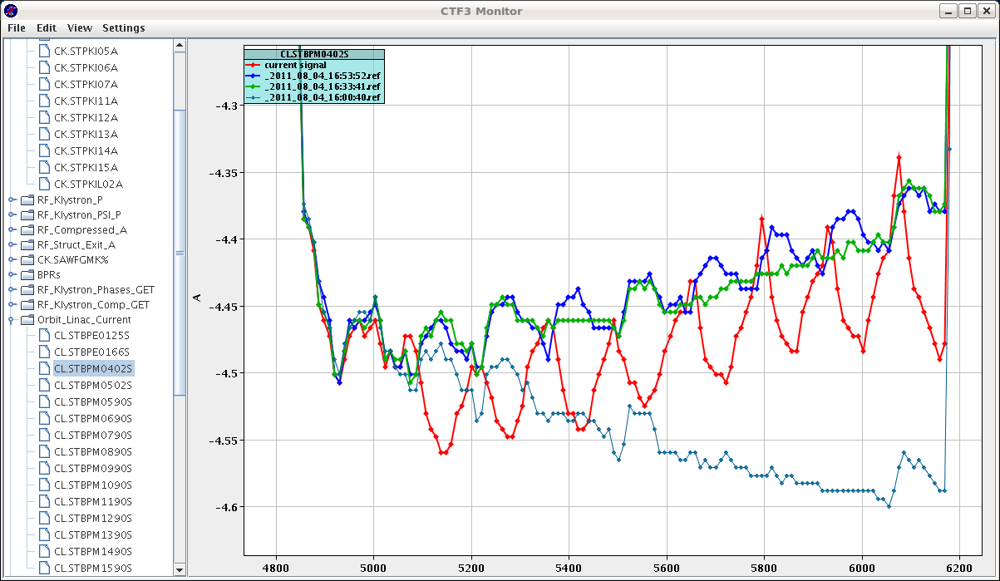 CTF3 Monitor
File Edit View Settings
CK.STPKI05A
CK.STPKI06A
CK.STPKI07A
CK.STPKI11A
CK.STPKI12A
CK.STPKI13A
CK.STPKI14A
CK.STPKI15A
CK.STPKIL02A
RF_Klystron_P
RF_Klystron_PSI_P
RF_Compressed_A
RF_Struct_Exit_A
CK.SAWFGMK%
BPRs
RF_Klystron_Phases_GET
RF_Klystron_Comp_GET
Orbit_Linac_Current
CL.STBPE0125S
CL.STBPE0166S
CL.STBPM0402S
CL.STBPM0502S
CL.STBPM0590S
CL.STBPM0690S
CL.STBPM0790S
CL.STBPM0890S
CL.STBPM0990S
CL.STBPM1090S
CL.STBPM1190S
CL.STBPM1290S
CL.STBPM1390S
CL.STBPM1490S
CL.STBPM1590S
CLSTBPM0402S
current signal
_2011_08_04_16:53:52.ref
_2011_08_04_16:33:41.ref
_2011_08_04_16:00:40.ref
A
-4.3
-4.35
-4.4
-4.45
-4.5
-4.55
-4.6
4800 5000 5200 5400 5600 5800 6000 6200